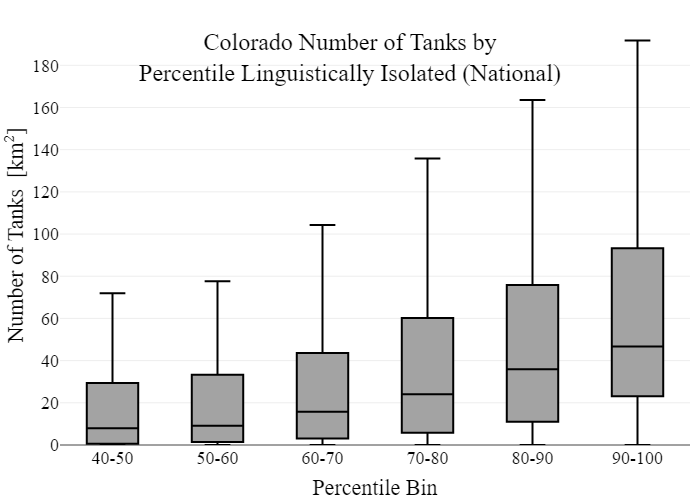 Colorado Number of Tanks by
Percentile Linguistically Isolated (National)
Number of Tanks [km²]
180
160
140
120
100
80
60
40
20
0
40-50 50-60 60-70 70-80 80-90 90-100
Percentile Bin